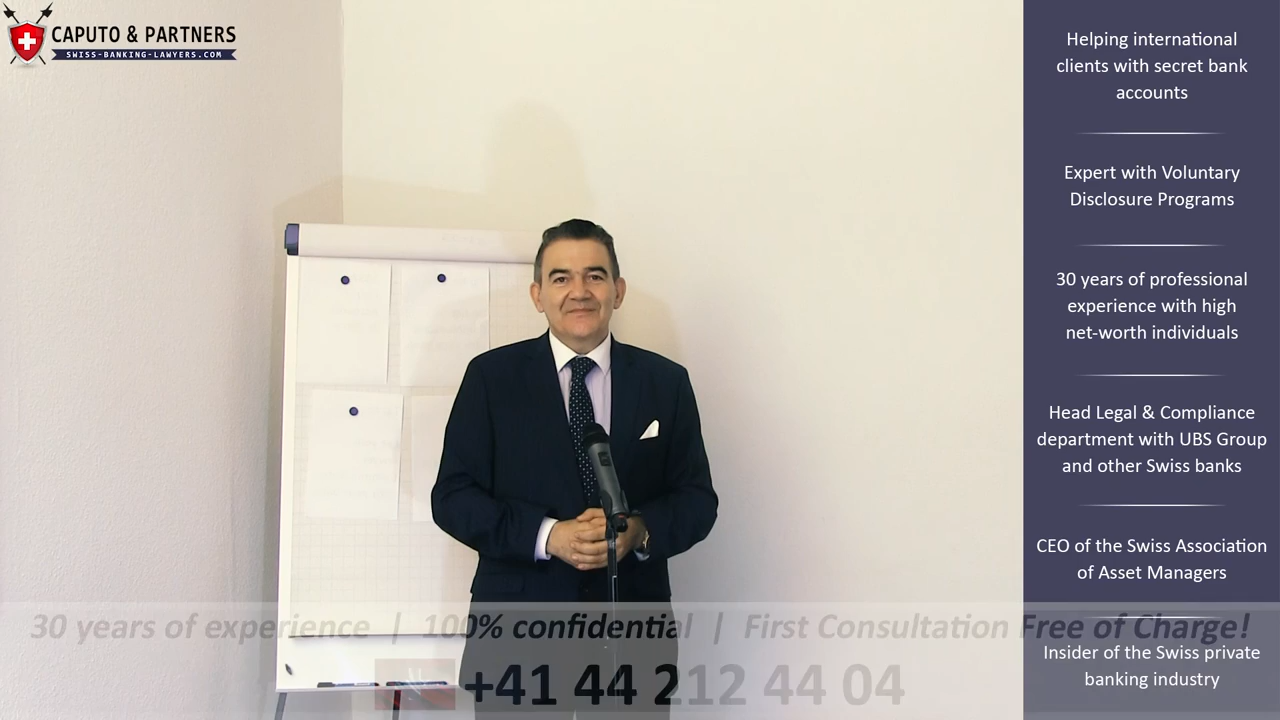 CAPUTO & PARTNERS
SWISS-BANKING-LAWYERS.COM
Helping international
clients with secret bank
accounts
Expert with Voluntary
Disclosure Programs
30 years of professional
experience with high
net-worth individuals
Head Legal & Compliance
department with UBS Group
and other Swiss banks
CEO of the Swiss Association
of Asset Managers
Insider of the Swiss private
banking industry
30 years of experience | 100% confidential | First Consultation Free of Charge!
+41 44 212 44 04